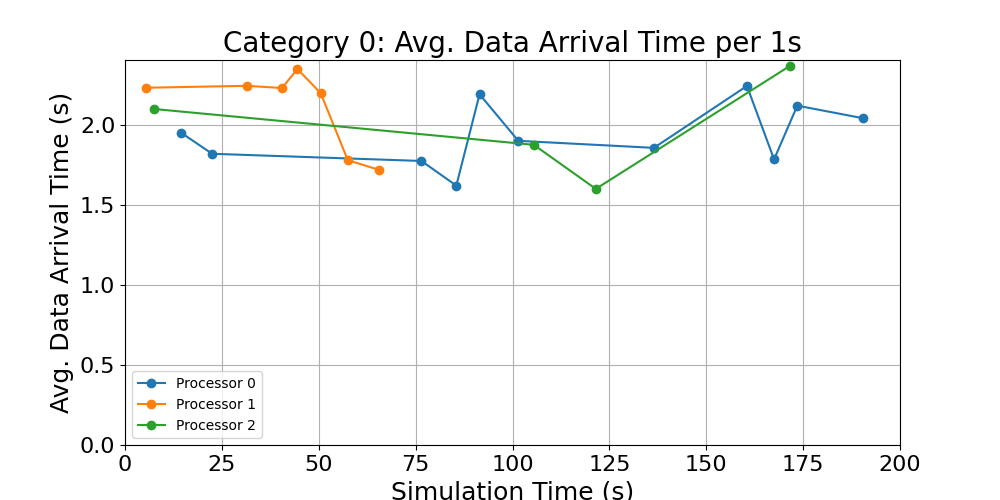 Category 0: Avg. Data Arrival Time per 1s
Avg. Data Arrival Time (s)
2.0
1.5
1.0
0.5
0.0
Processor 0
Processor 1
Processor 2
0 25 50 75 100 125 150 175 200
Simulation Time (s)